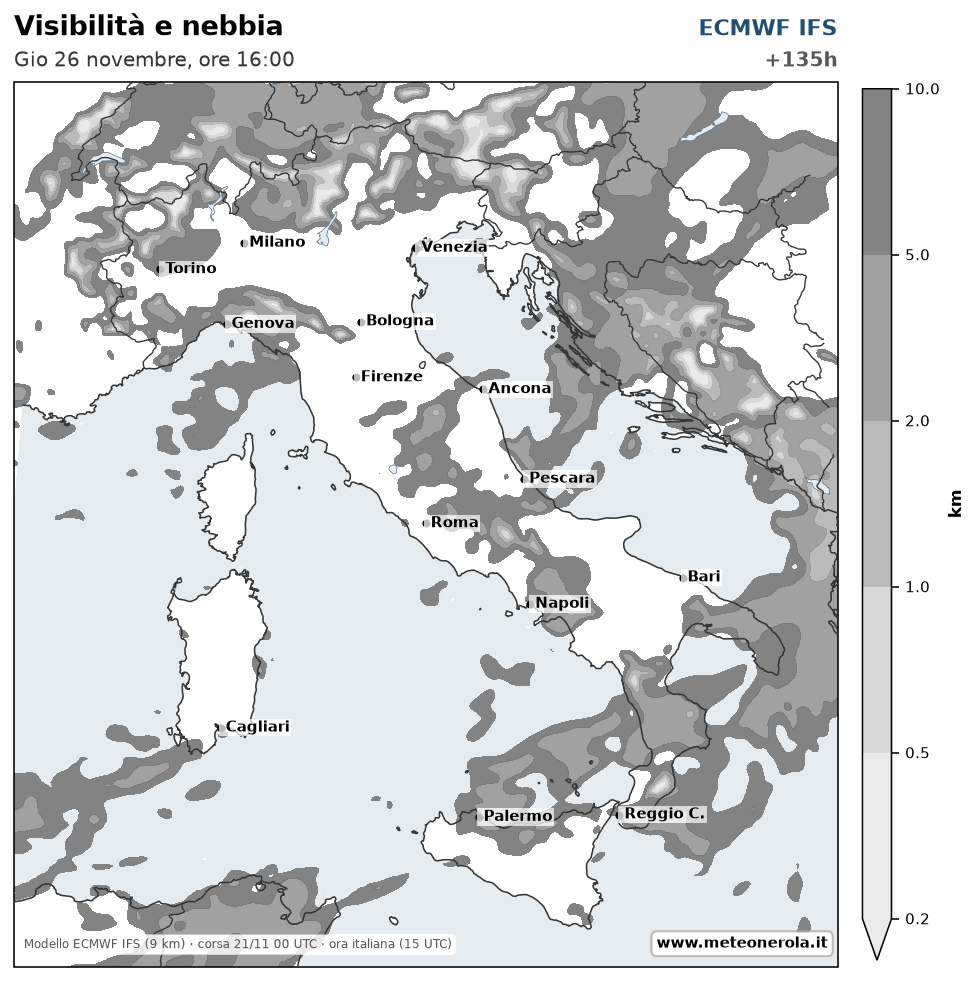 Visibilità e nebbia
ECMWF IFS
Gio 26 novembre, ore 16:00
+135h
10.0
5.0
2.0
1.0
0.5
0.2
km
Milano
Venezia
Torino
Genova
Bologna
Firenze
Ancona
Pescara
Roma
Bari
Napoli
Cagliari
Palermo
Reggio C.
Modello ECMWF IFS (9 km) · corsa 21/11 00 UTC · ora italiana (15 UTC)
www.meteonerola.it